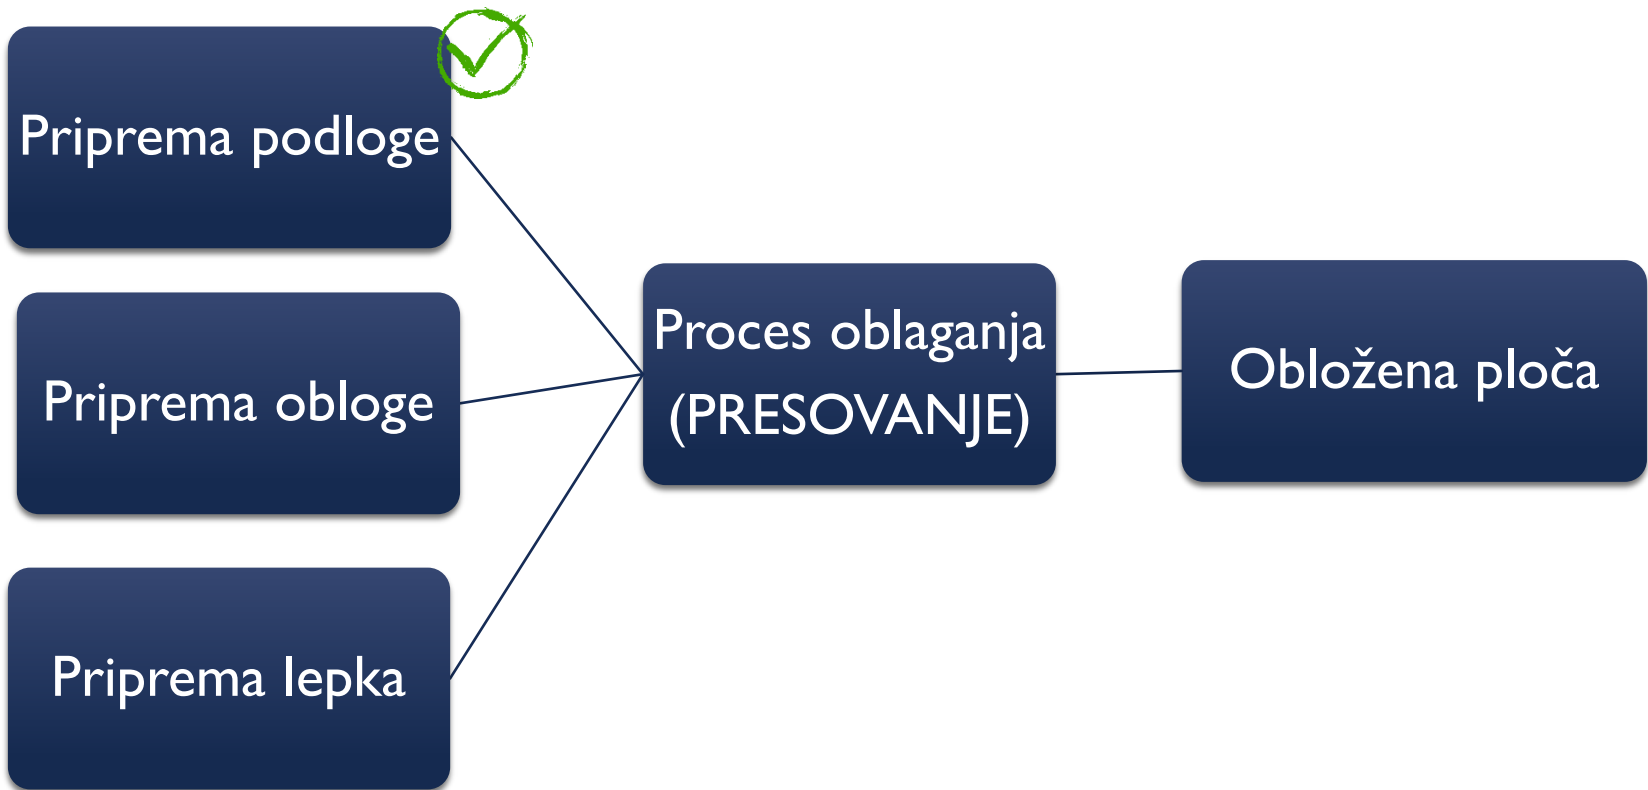 Priprema podloge
Priprema obloge
Priprema lepka
Proces oblaganja
(PRESOVANJE)
Obložena ploča